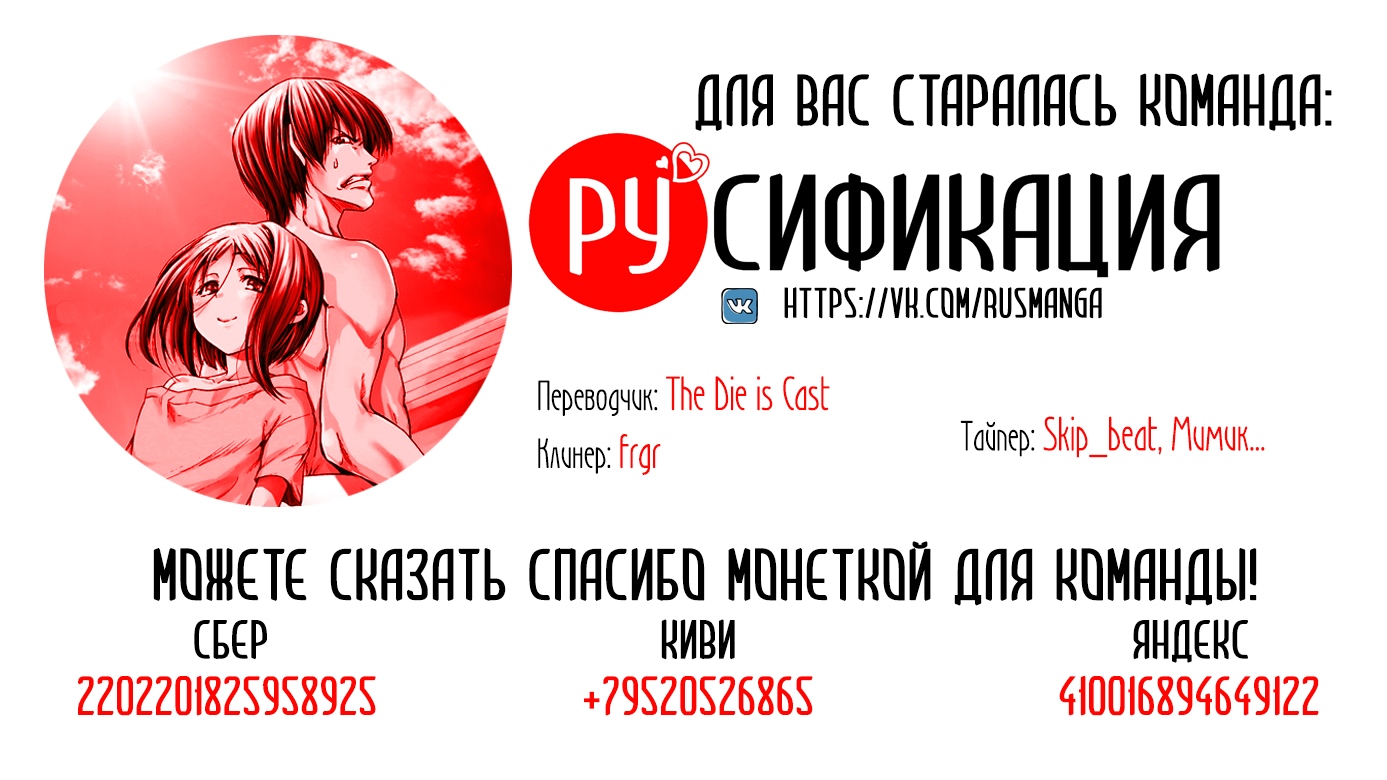 ДЛЯ ВАС СТАРАЛАСЬ КОМАНДА:
РУСИФИКАЦИЯ
VK HTTPS://VK.COM/RUSMANGA
Переводчик: The Die is Cast
Клинер: frgr
Тайпер: Skip_beat, Мимик...
МОЖЕТЕ СКАЗАТЬ СПАСИБО МОНЕТКОЙ ДЛЯ КОМАНДЫ!
СБЕР КИВИ ЯНДЕКС
2202201825958925 +79520526865 410016894649122